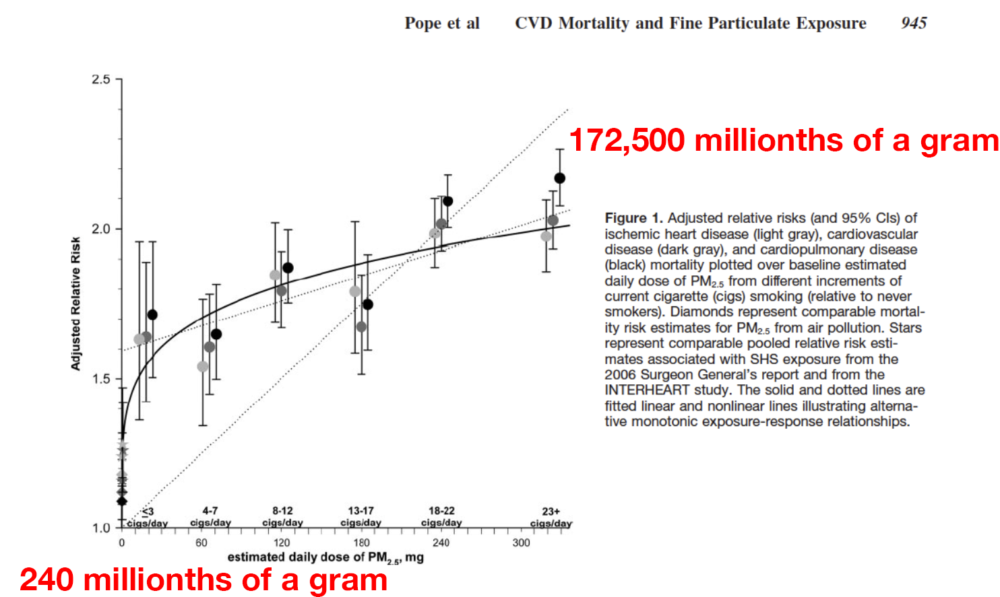 Pope et al CVD Mortality and Fine Particulate Exposure 945
2.5
172,500 millionths of a gram
2.0
1.5
1.0
Adjusted Relative Risk
Figure 1. Adjusted relative risks (and 95% CIs) of
ischemic heart disease (light gray), cardiovascular
disease (dark gray), and cardiopulmonary disease
(black) mortality plotted over baseline estimated
daily dose of PM2.5 from different increments of
current cigarette (cigs) smoking (relative to never
smokers). Diamonds represent comparable mortal-
ity risk estimates for PM2.5 from air pollution. Stars
represent comparable pooled relative risk esti-
mates associated with SHS exposure from the
2006 Surgeon General's report and from the
INTERHEART study. The solid and dotted lines are
fitted linear and nonlinear lines illustrating alterna-
tive monotonic exposure-response relationships.
≤3 4-7 8-12 13-17 18-22 23+
cigs/day cigs/day cigs/day cigs/day cigs/day cigs/day
0 60 120 180 240 300
estimated daily dose of PM2.5, mg
240 millionths of a gram